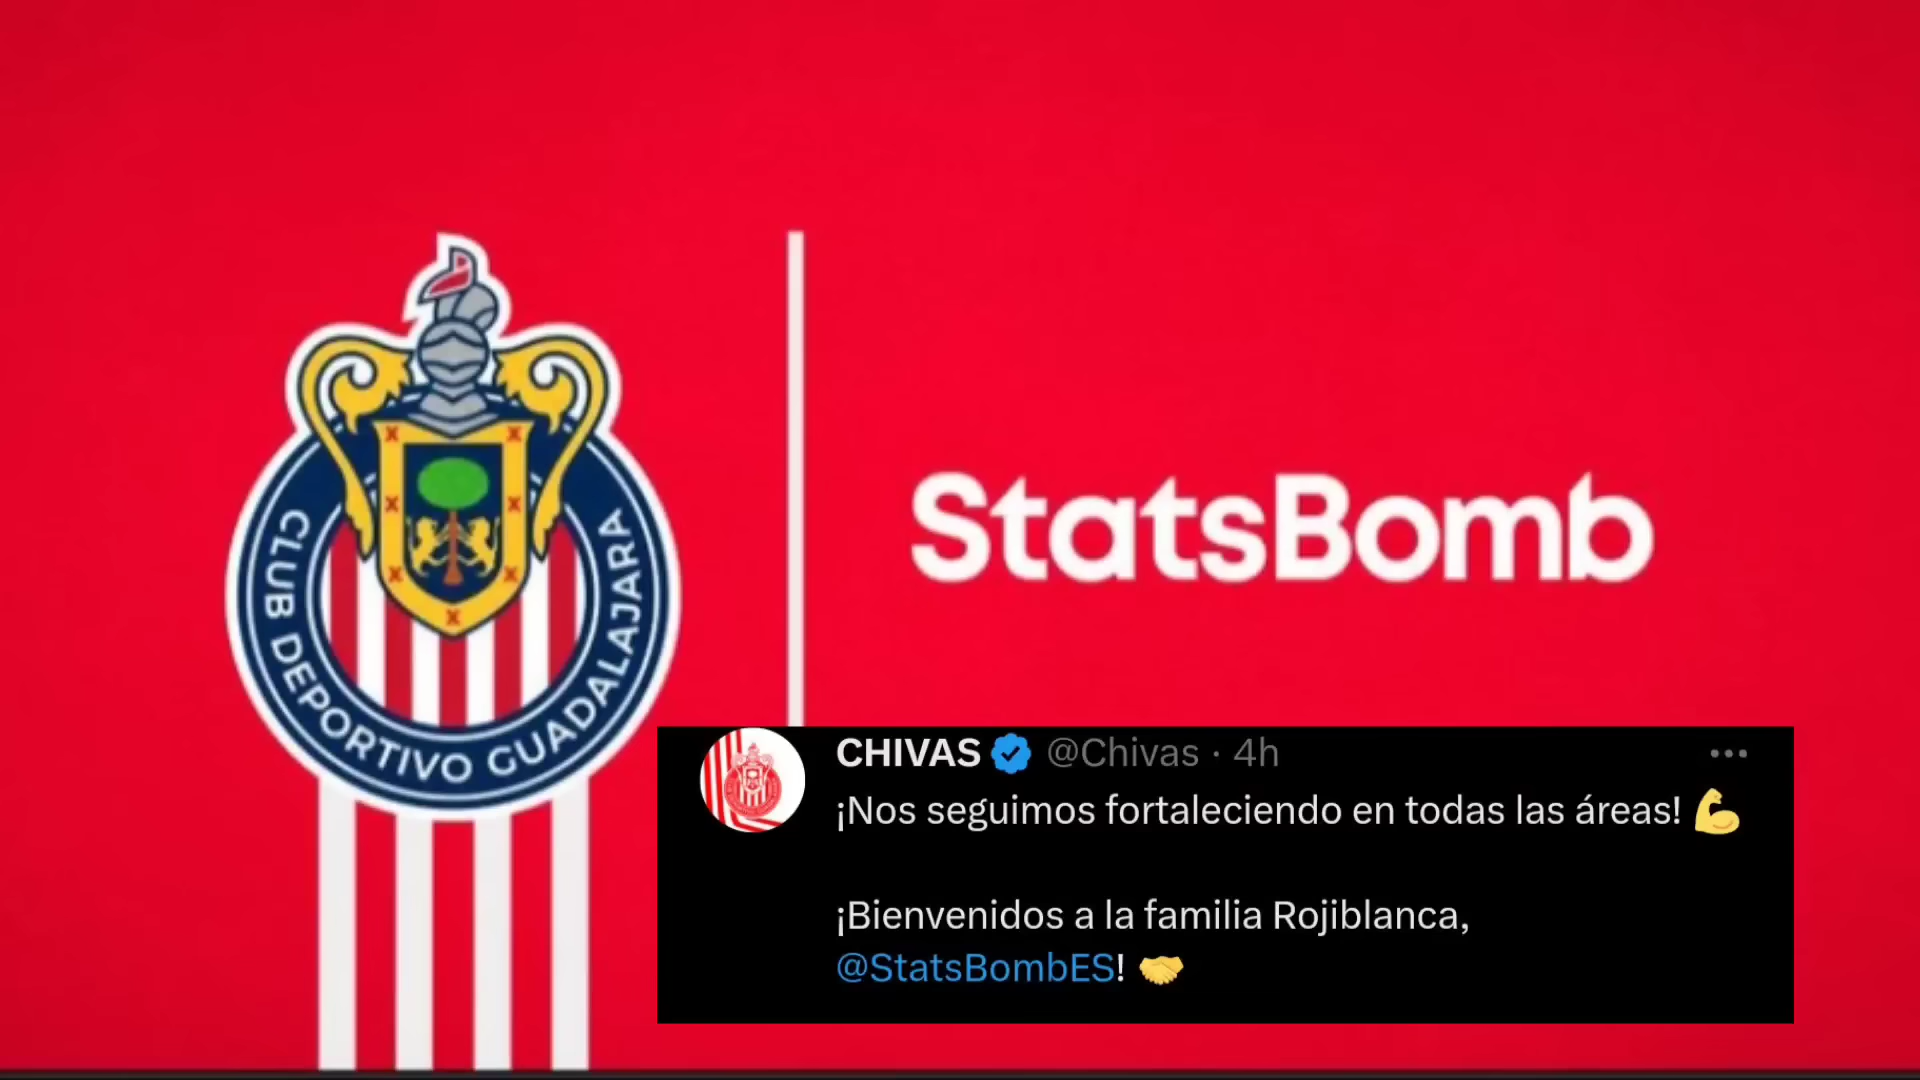 CLUB DEPORTIVO GUADALAJARA
StatsBomb
CHIVAS @Chivas · 4h
¡Nos seguimos fortaleciendo en todas las áreas! 💪
¡Bienvenidos a la familia Rojiblanca,
@StatsBombES! 🤝